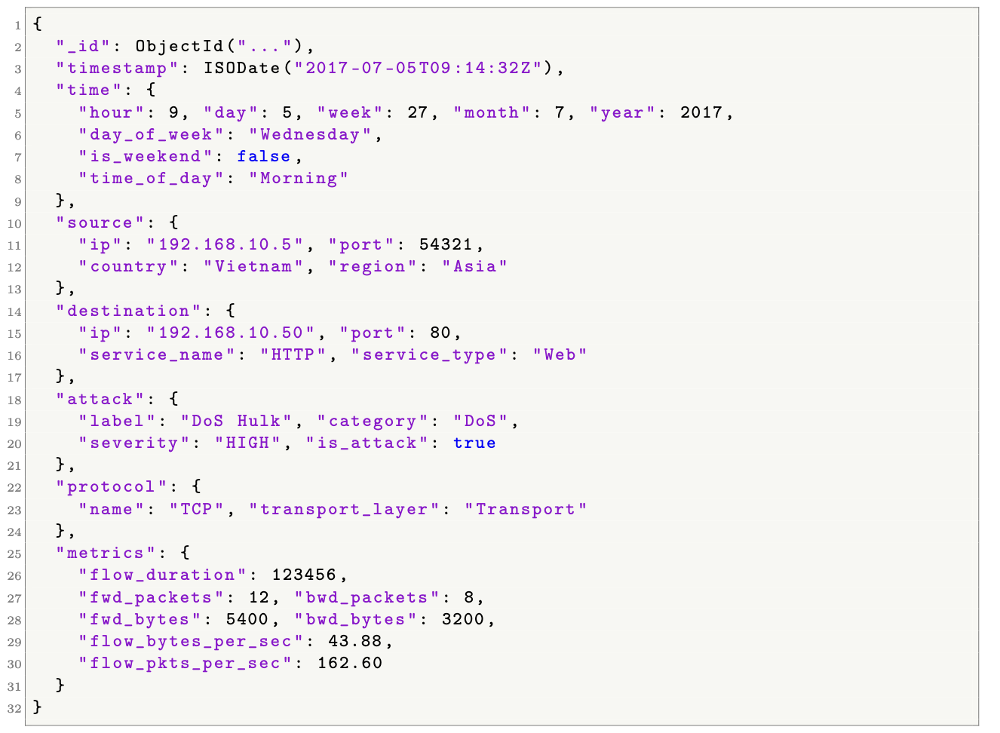 1 {
2   "_id": ObjectId("..."),
3   "timestamp": ISODate("2017-07-05T09:14:32Z"),
4   "time": {
5     "hour": 9, "day": 5, "week": 27, "month": 7, "year": 2017,
6     "day_of_week": "Wednesday",
7     "is_weekend": false,
8     "time_of_day": "Morning"
9   },
10   "source": {
11     "ip": "192.168.10.5", "port": 54321,
12     "country": "Vietnam", "region": "Asia"
13   },
14   "destination": {
15     "ip": "192.168.10.50", "port": 80,
16     "service_name": "HTTP", "service_type": "Web"
17   },
18   "attack": {
19     "label": "DoS Hulk", "category": "DoS",
20     "severity": "HIGH", "is_attack": true
21   },
22   "protocol": {
23     "name": "TCP", "transport_layer": "Transport"
24   },
25   "metrics": {
26     "flow_duration": 123456,
27     "fwd_packets": 12, "bwd_packets": 8,
28     "fwd_bytes": 5400, "bwd_bytes": 3200,
29     "flow_bytes_per_sec": 43.88,
30     "flow_pkts_per_sec": 162.60
31   }
32 }